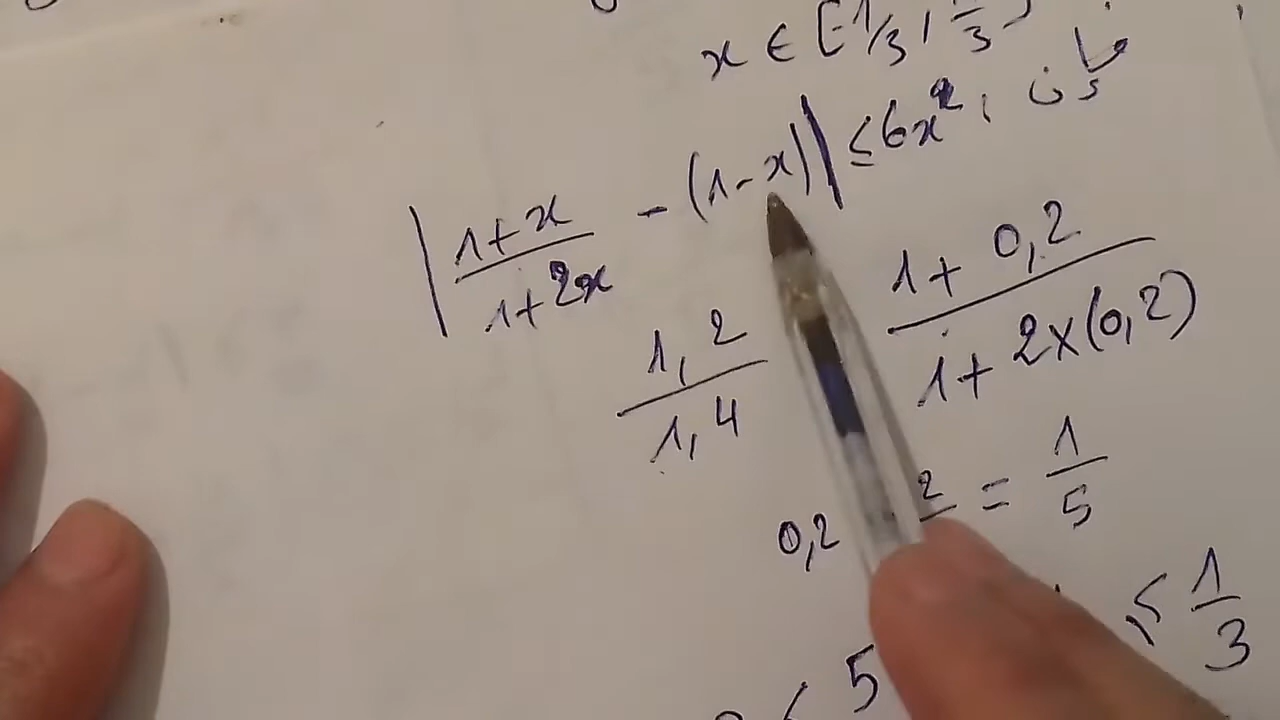 x ∈ [-1/3, 1/3]
|1+x/1+2x - (1-x)| ≤ 6x²,
1,2/1,4
1+0,2/1+2×(0,2)
0,2 = 1/5
≤ 1/3
≤ 5